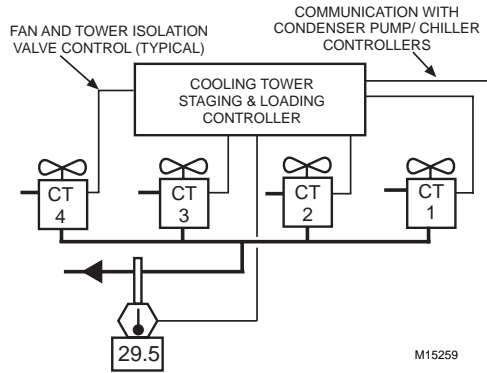 FAN AND TOWER ISOLATION
VALVE CONTROL (TYPICAL)
COMMUNICATION WITH
CONDENSER PUMP/ CHILLER
CONTROLLERS
COOLING TOWER
STAGING & LOADING
CONTROLLER
CT
4
CT
3
CT
2
CT
1
29.5
M15259